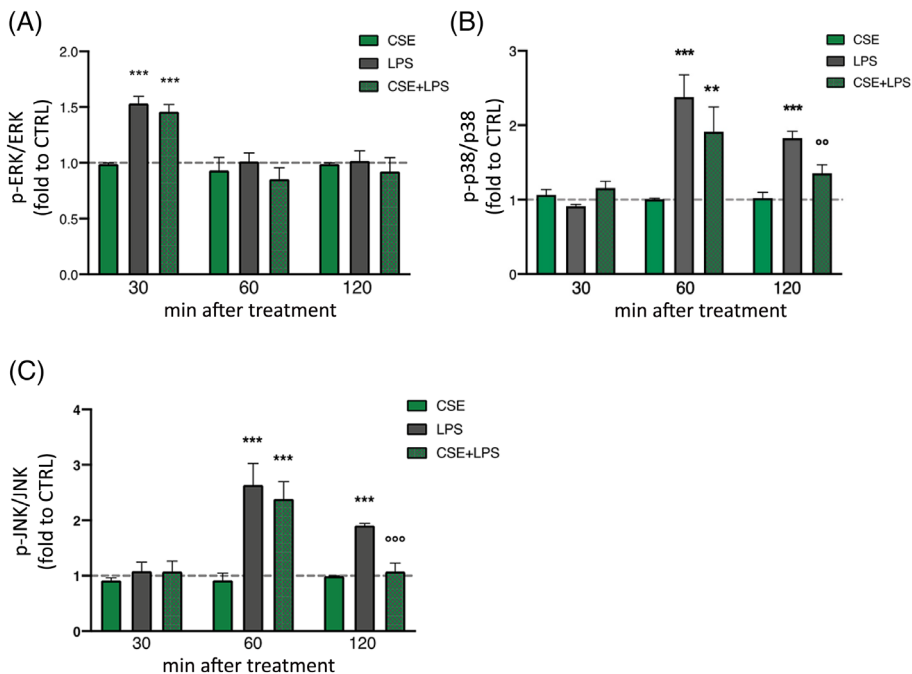 (A)
CSE
LPS
CSE+LPS
2.0
1.5
1.0
0.5
0.0
p-ERK/ERK
(fold to CTRL)
*** ***
30 60 120
min after treatment
(B)
CSE
LPS
CSE+LPS
3
2
1
0
p-p38/p38
(fold to CTRL)
*** ** *** °°
30 60 120
min after treatment
(C)
CSE
LPS
CSE+LPS
4
3
2
1
0
p-JNK/JNK
(fold to CTRL)
*** *** *** °°°
30 60 120
min after treatment